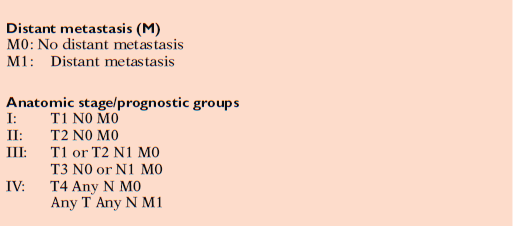 Distant metastasis (M)
M0: No distant metastasis
M1: Distant metastasis
Anatomic stage/prognostic groups
I: T1 N0 M0
II: T2 N0 M0
III: T1 or T2 N1 M0
T3 N0 or N1 M0
IV: T4 Any N M0
Any T Any N M1